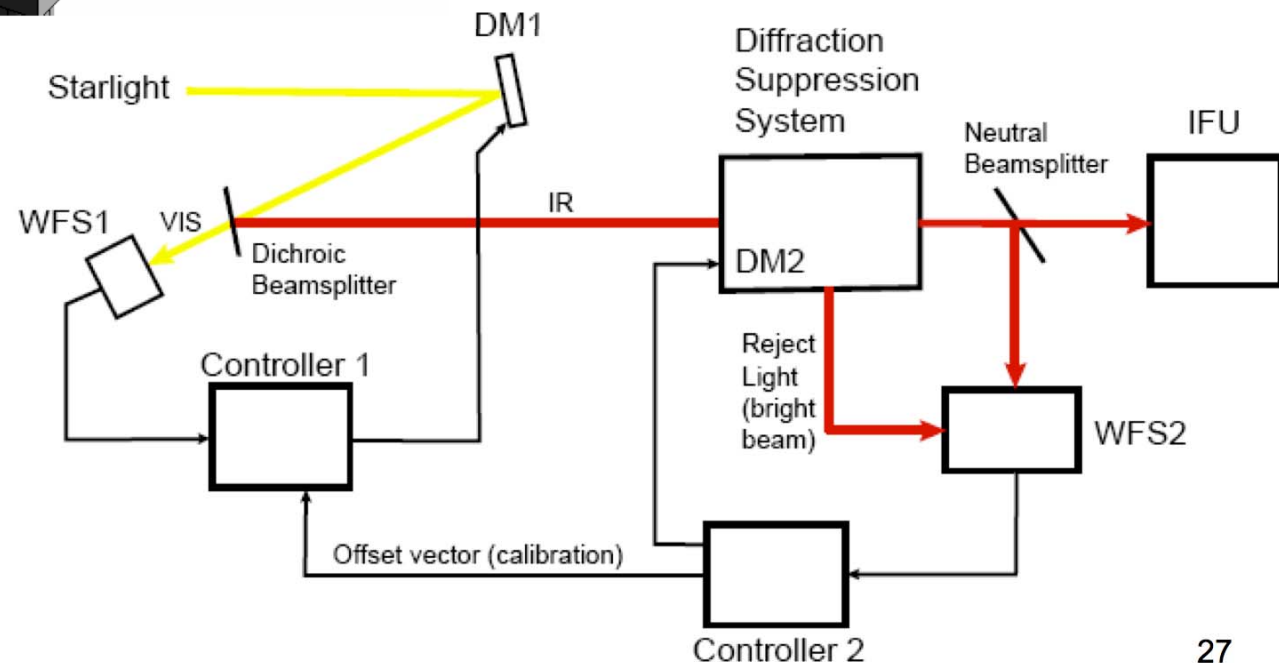 DM1
Starlight
Diffraction
Suppression
System
Neutral
Beamsplitter
IFU
WFS1
VIS
IR
Dichroic
Beamsplitter
DM2
Reject
Light
(bright
beam)
WFS2
Controller 1
Offset vector (calibration)
Controller 2
27